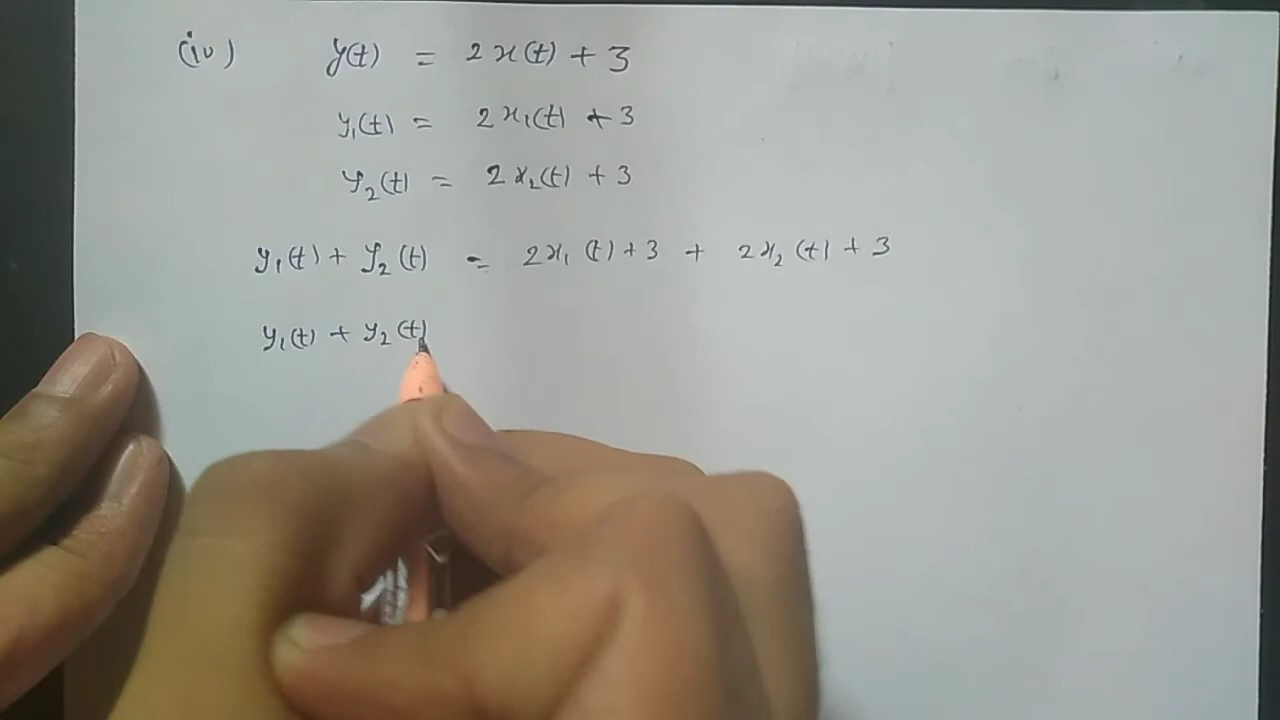 (iv) y(t) = 2x(t) + 3
y₁(t) = 2x₁(t) + 3
y₂(t) = 2x₂(t) + 3
y₁(t) + y₂(t) = 2x₁(t) + 3 + 2x₂(t) + 3
y₁(t) + y₂(t)